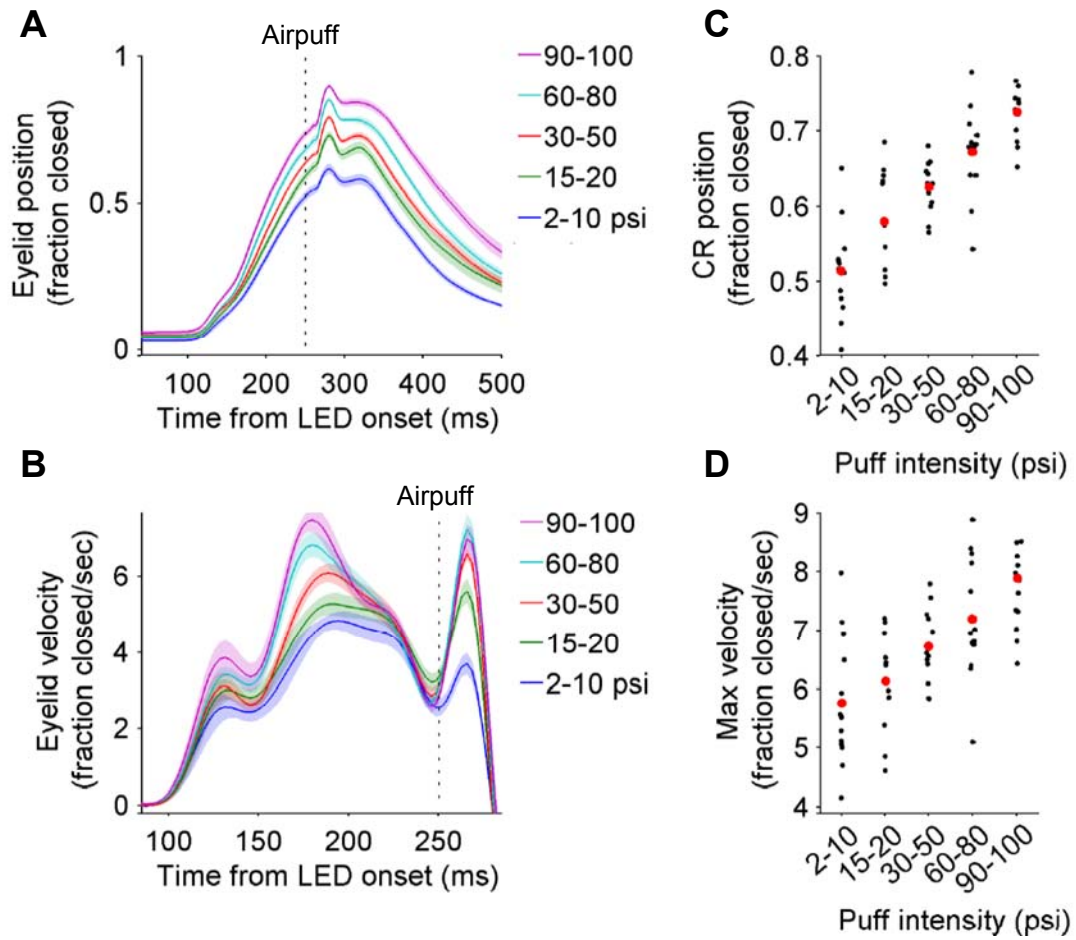 A
Airpuff
1
0.5
0
Eyelid position
(fraction closed)
100 200 300 400 500
Time from LED onset (ms)
90-100
60-80
30-50
15-20
2-10 psi
C
0.8
0.7
0.6
0.5
0.4
CR position
(fraction closed)
2-10 15-20 30-50 60-80 90-100
Puff intensity (psi)
B
Airpuff
6
4
2
0
Eyelid velocity
(fraction closed/sec)
100 150 200 250
Time from LED onset (ms)
90-100
60-80
30-50
15-20
2-10 psi
D
9
8
7
6
5
4
Max velocity
(fraction closed/sec)
2-10 15-20 30-50 60-80 90-100
Puff intensity (psi)